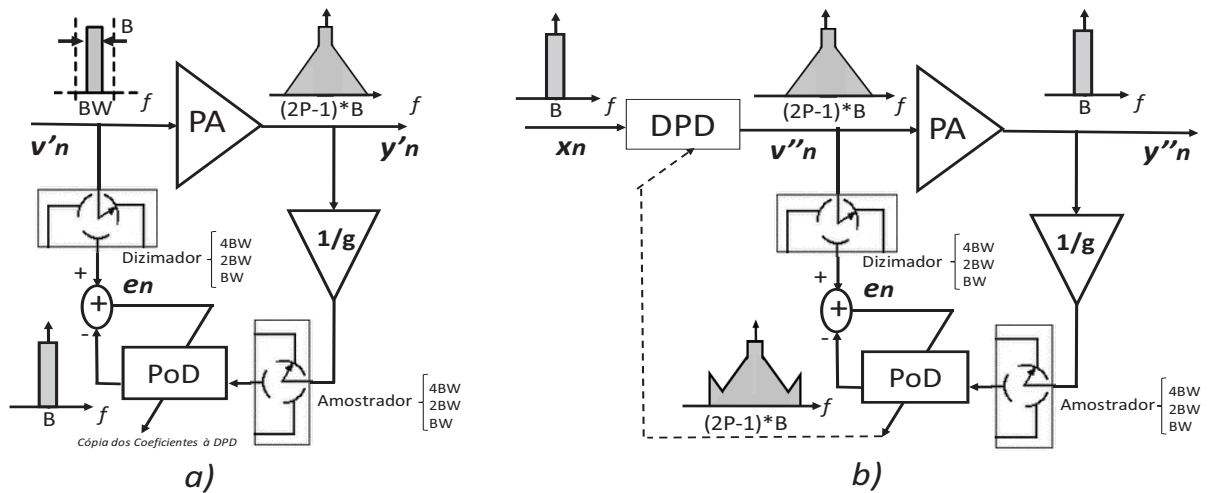 B
BW
f
(2P-1)*B
f
PA
v'n
y'n
1/g
Dizimador
4BW
2BW
BW
+
en
+
-
PoD
B
f
Amostrador
4BW
2BW
BW
Cópia dos Coeficientes à DPD
a)
B
f
(2P-1)*B
f
B
f
DPD
PA
xn
v''n
y''n
1/g
Dizimador
4BW
2BW
BW
+
en
+
-
PoD
(2P-1)*B
f
Amostrador
4BW
2BW
BW
b)